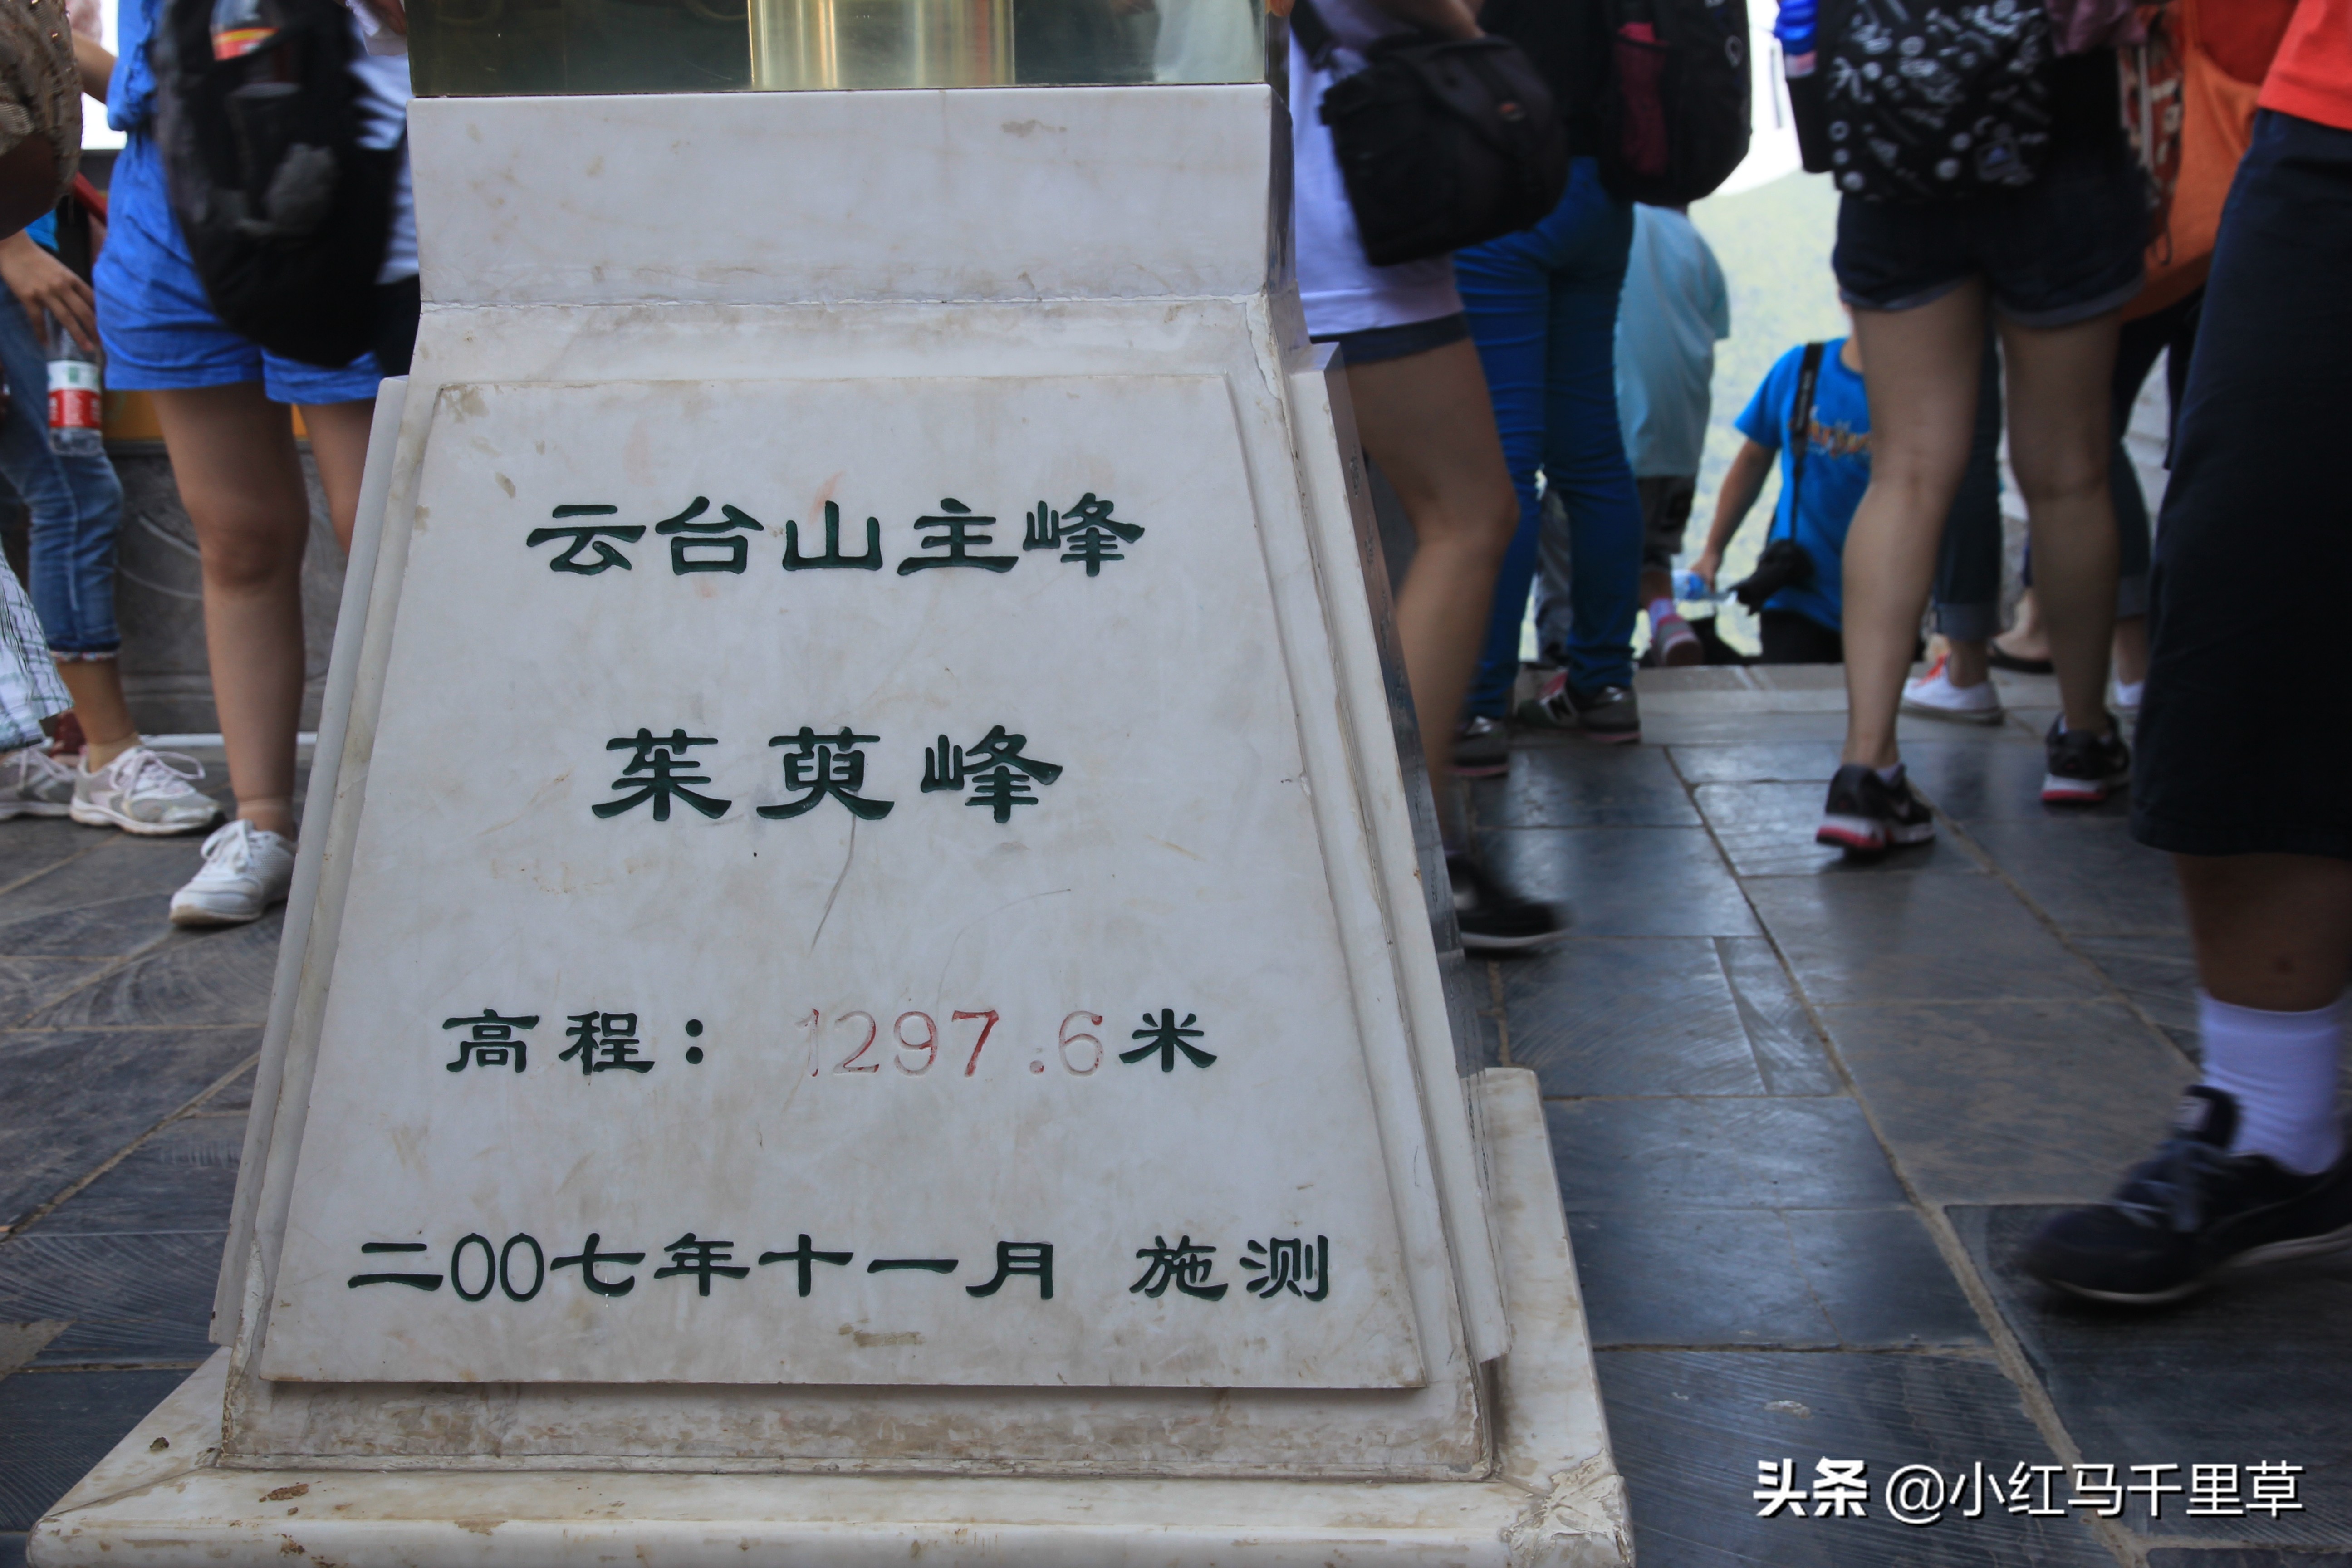 云台山主峰
茱萸峰
高程： 1297.6米
二00七年十一月 施测
头条 @小红马千里草